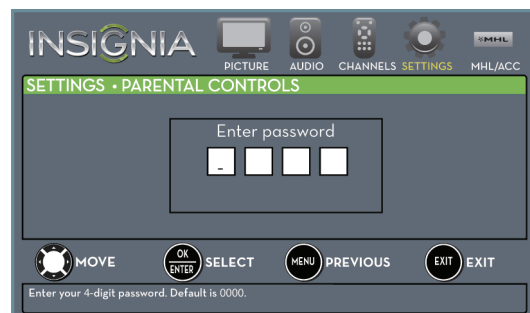 INSIGNIA
PICTURE AUDIO CHANNELS SETTINGS MHL/ACC
MHL
SETTINGS • PARENTAL CONTROLS
Enter password
_
MOVE OK ENTER SELECT MENU PREVIOUS EXIT EXIT
Enter your 4-digit password. Default is 0000.